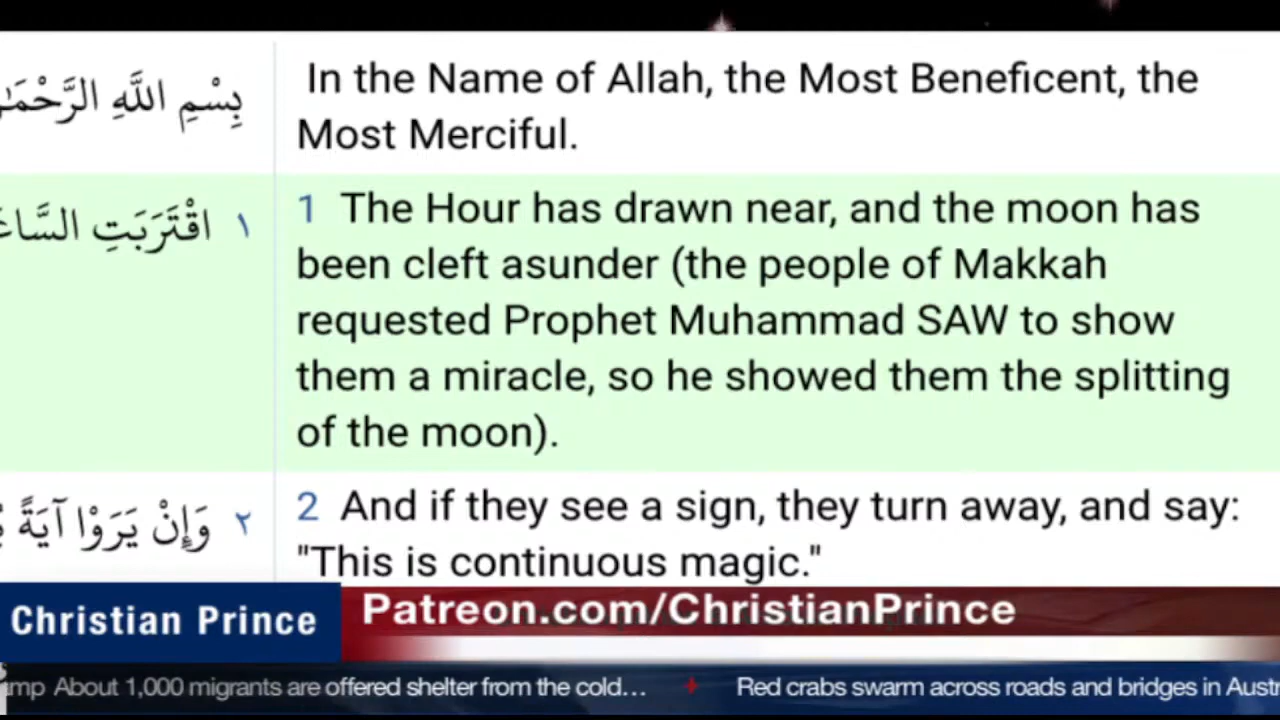 بِسْمِ اللَّهِ
In the Name of Allah, the Most Beneficent, the
Most Merciful.
١ اقْتَرَبَتِ
1 The Hour has drawn near, and the moon has
been cleft asunder (the people of Makkah
requested Prophet Muhammad SAW to show
them a miracle, so he showed them the splitting
of the moon).
٢ وَإِنْ يَرَوْا آيَةً
2 And if they see a sign, they turn away, and say:
"This is continuous magic."
Christian Prince
Patreon.com/ChristianPrince
About 1,000 migrants are offered shelter from the cold…
Red crabs swarm across roads and bridges in